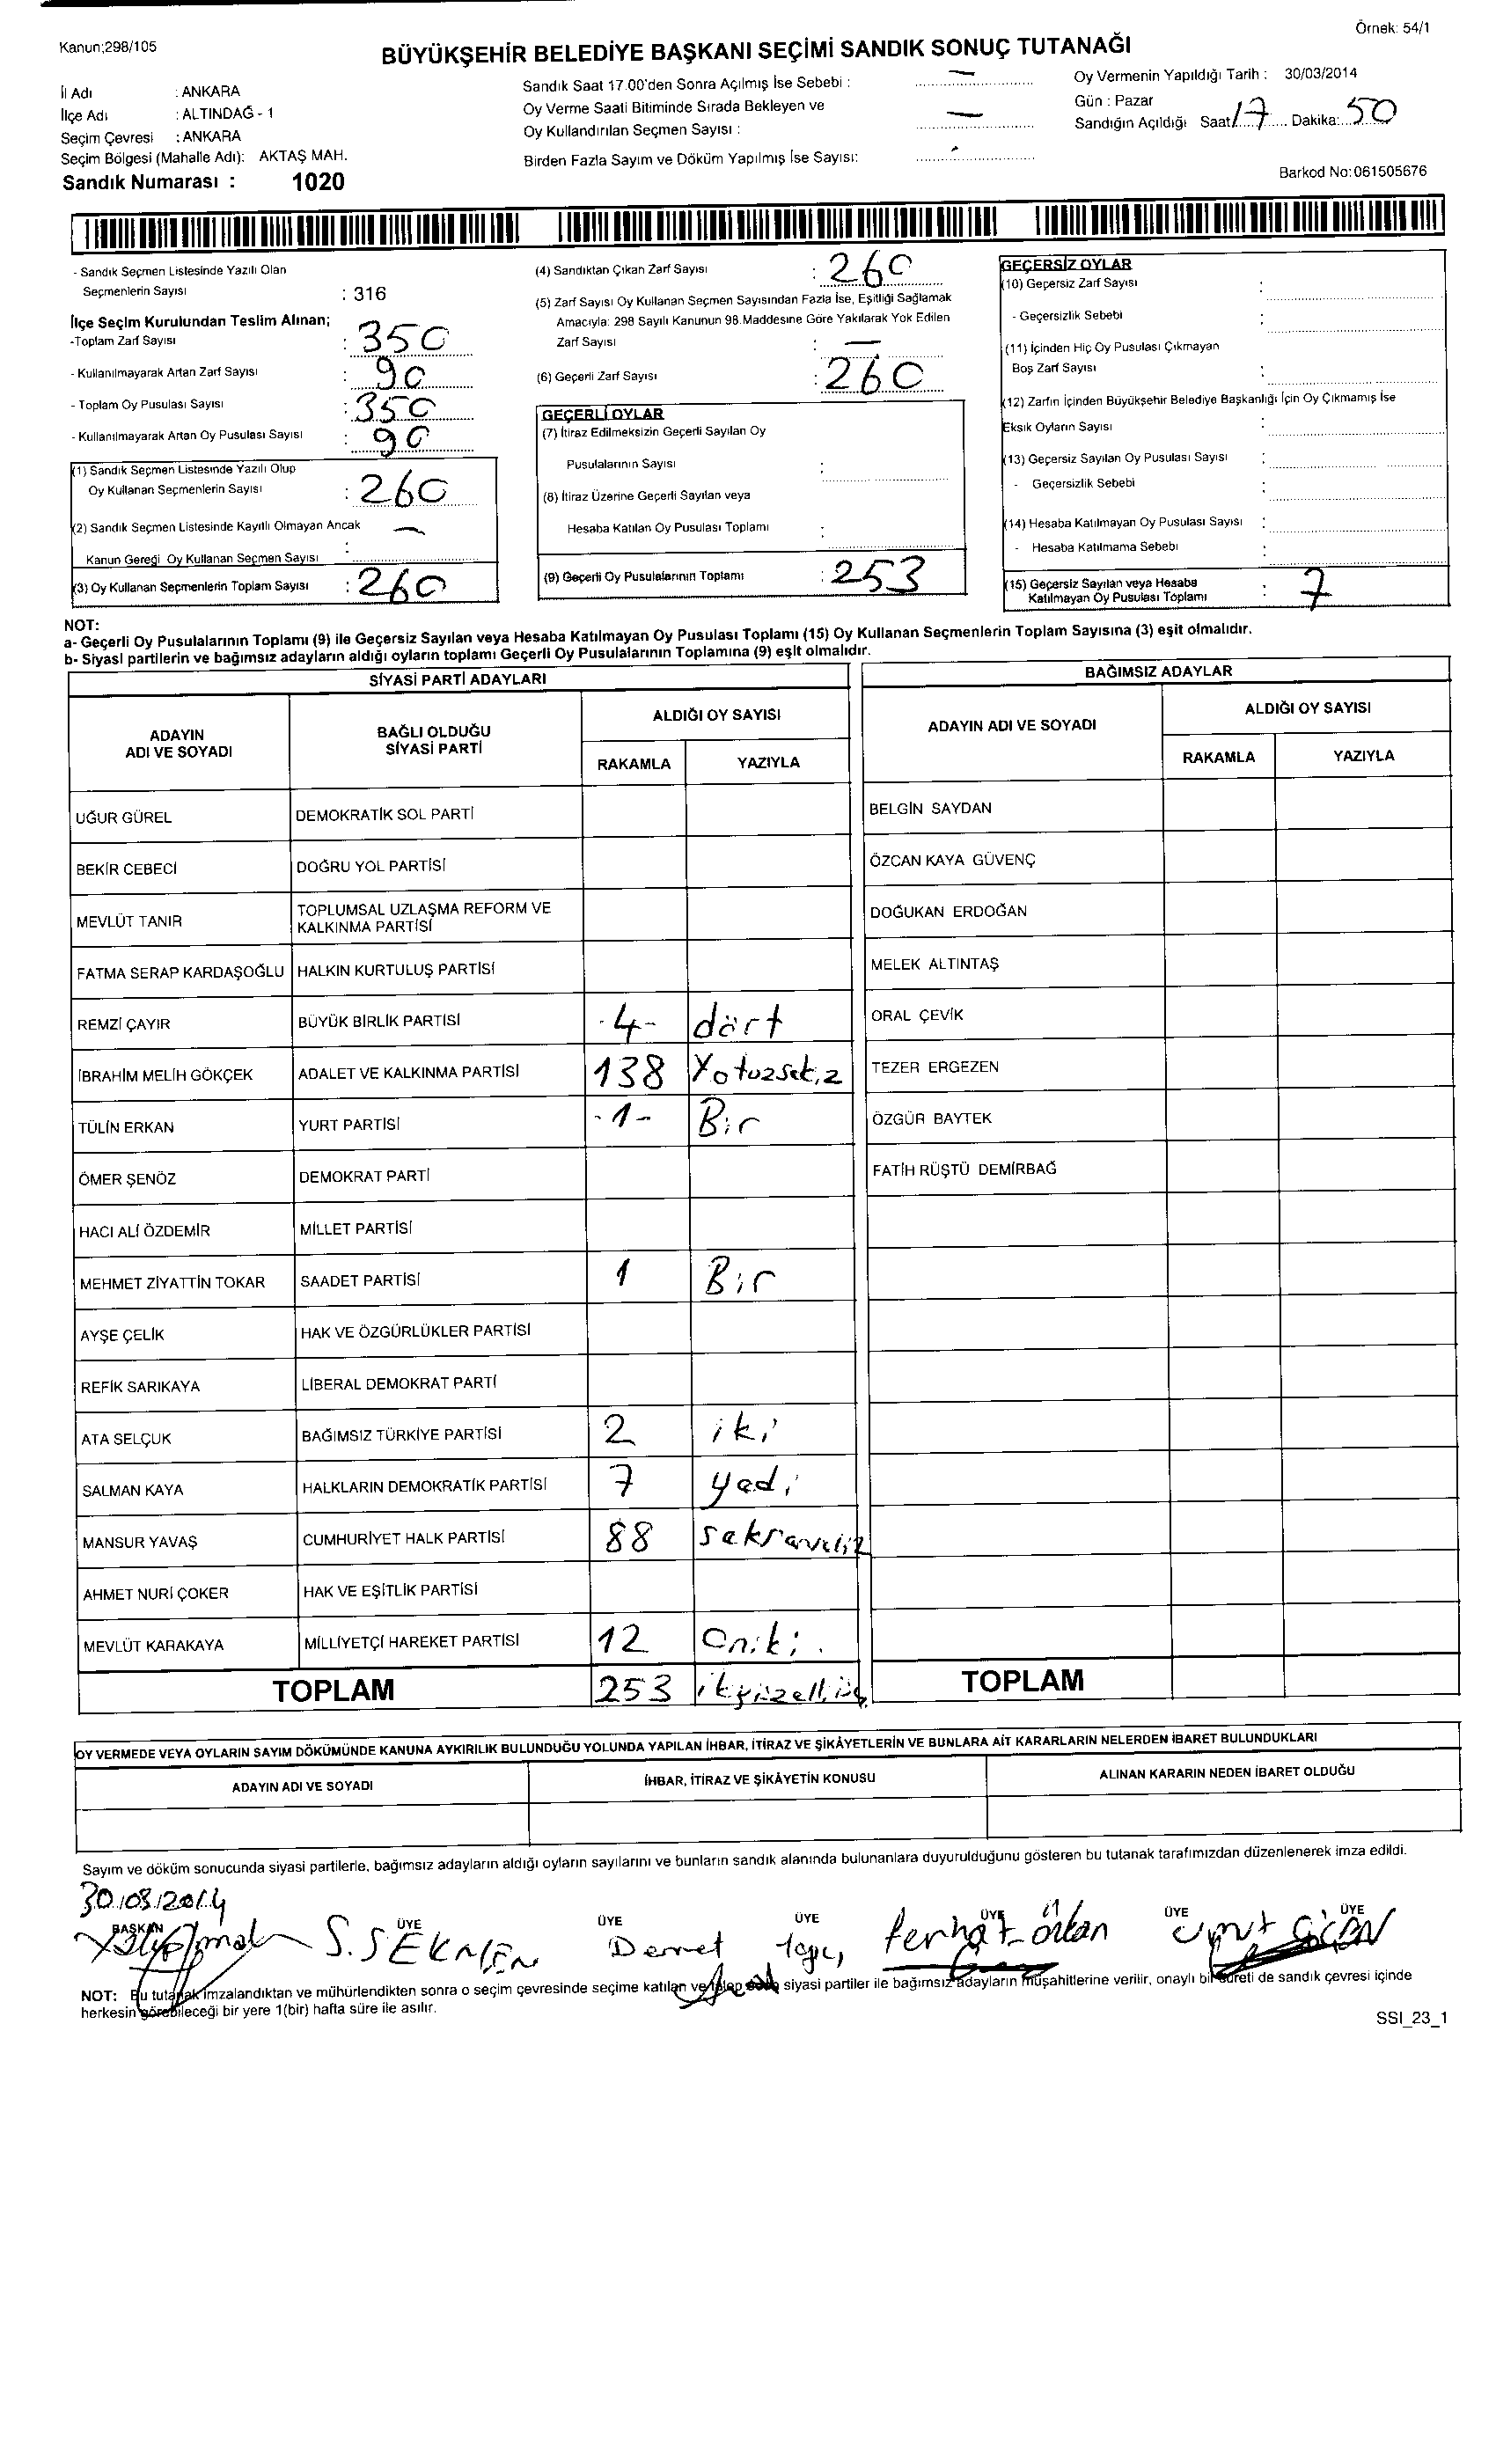 Örnek: 54/1
Kanun;298/105
BÜYÜKŞEHİR BELEDİYE BAŞKANI SEÇİMİ SANDIK SONUÇ TUTANAĞI
İl Adı : ANKARA
İlçe Adı : ALTINDAĞ - 1
Seçim Çevresi : ANKARA
Seçim Bölgesi (Mahalle Adı): AKTAŞ MAH.
Sandık Numarası : 1020
Sandık Saat 17.00'den Sonra Açılmış İse Sebebi : —
Oy Verme Saati Bitiminde Sırada Bekleyen ve
Oy Kullandırılan Seçmen Sayısı : —
Birden Fazla Sayım ve Döküm Yapılmış İse Sayısı: -
Oy Vermenin Yapıldığı Tarih : 30/03/2014
Gün : Pazar
Sandığın Açıldığı Saat 17 Dakika: 50
Barkod No:061505676
- Sandık Seçmen Listesinde Yazılı Olan
Seçmenlerin Sayısı : 316
İlçe Seçim Kurulundan Teslim Alınan;
-Toplam Zarf Sayısı : 350
- Kullanılmayarak Artan Zarf Sayısı : 90
- Toplam Oy Pusulası Sayısı : 350
- Kullanılmayarak Artan Oy Pusulası Sayısı : 90
(1) Sandık Seçmen Listesinde Yazılı Olup
Oy Kullanan Seçmenlerin Sayısı : 260
(2) Sandık Seçmen Listesinde Kayıtlı Olmayan Ancak
Kanun Gereği Oy Kullanan Seçmen Sayısı : —
(3) Oy Kullanan Seçmenlerin Toplam Sayısı : 260
(4) Sandıktan Çıkan Zarf Sayısı : 260
(5) Zarf Sayısı Oy Kullanan Seçmen Sayısından Fazla İse, Eşitliği Sağlamak
Amacıyla: 298 Sayılı Kanunun 98.Maddesine Göre Yakılarak Yok Edilen
Zarf Sayısı : —
(6) Geçerli Zarf Sayısı : 260
GEÇERLİ OYLAR
(7) İtiraz Edilmeksizin Geçerli Sayılan Oy
Pusulalarının Sayısı :
(8) İtiraz Üzerine Geçerli Sayılan veya
Hesaba Katılan Oy Pusulası Toplamı :
(9) Geçerli Oy Pusulalarının Toplamı : 253
GEÇERSİZ OYLAR
(10) Geçersiz Zarf Sayısı :
- Geçersizlik Sebebi :
(11) İçinden Hiç Oy Pusulası Çıkmayan
Boş Zarf Sayısı :
(12) Zarfın İçinden Büyükşehir Belediye Başkanlığı İçin Oy Çıkmamış İse
Eksik Oyların Sayısı :
(13) Geçersiz Sayılan Oy Pusulası Sayısı :
- Geçersizlik Sebebi :
(14) Hesaba Katılmayan Oy Pusulası Sayısı :
- Hesaba Katılmama Sebebi :
(15) Geçersiz Sayılan veya Hesaba
Katılmayan Oy Pusulası Toplamı : 7
NOT:
a- Geçerli Oy Pusulalarının Toplamı (9) ile Geçersiz Sayılan veya Hesaba Katılmayan Oy Pusulası Toplamı (15) Oy Kullanan Seçmenlerin Toplam Sayısına (3) eşit olmalıdır.
b- Siyasi partilerin ve bağımsız adayların aldığı oyların toplamı Geçerli Oy Pusulalarının Toplamına (9) eşit olmalıdır.
SİYASİ PARTİ ADAYLARI
ADAYIN ADI VE SOYADI
BAĞLI OLDUĞU SİYASİ PARTİ
ALDIĞI OY SAYISI
RAKAMLA YAZIYLA
UĞUR GÜREL DEMOKRATİK SOL PARTİ
BEKİR CEBECİ DOĞRU YOL PARTİSİ
MEVLÜT TANIR TOPLUMSAL UZLAŞMA REFORM VE KALKINMA PARTİSİ
FATMA SERAP KARDAŞOĞLU HALKIN KURTULUŞ PARTİSİ
REMZİ ÇAYIR BÜYÜK BİRLİK PARTİSİ -4- dört
İBRAHİM MELİH GÖKÇEK ADALET VE KALKINMA PARTİSİ 138 Yotuzsekiz
TÜLİN ERKAN YURT PARTİSİ -1- Bir
ÖMER ŞENÖZ DEMOKRAT PARTİ
HACI ALİ ÖZDEMİR MİLLET PARTİSİ
MEHMET ZİYATTİN TOKAR SAADET PARTİSİ 1 Bir
AYŞE ÇELİK HAK VE ÖZGÜRLÜKLER PARTİSİ
REFİK SARIKAYA LİBERAL DEMOKRAT PARTİ
ATA SELÇUK BAĞIMSIZ TÜRKİYE PARTİSİ 2 iki
SALMAN KAYA HALKLARIN DEMOKRATİK PARTİSİ 7 yedi
MANSUR YAVAŞ CUMHURİYET HALK PARTİSİ 88
AHMET NURİ ÇOKER HAK VE EŞİTLİK PARTİSİ
MEVLÜT KARAKAYA MİLLİYETÇİ HAREKET PARTİSİ 12 Oniki.
TOPLAM 253 ikiyüzelliüç
BAĞIMSIZ ADAYLAR
ADAYIN ADI VE SOYADI
ALDIĞI OY SAYISI
RAKAMLA YAZIYLA
BELGİN SAYDAN
ÖZCAN KAYA GÜVENÇ
DOĞUKAN ERDOĞAN
MELEK ALTINTAŞ
ORAL ÇEVİK
TEZER ERGEZEN
ÖZGÜR BAYTEK
FATİH RÜŞTÜ DEMİRBAĞ
TOPLAM
OY VERMEDE VEYA OYLARIN SAYIM DÖKÜMÜNDE KANUNA AYKIRILIK BULUNDUĞU YOLUNDA YAPILAN İHBAR, İTİRAZ VE ŞİKÂYETLERİN VE BUNLARA AİT KARARLARIN NELERDEN İBARET BULUNDUKLARI
ADAYIN ADI VE SOYADI İHBAR, İTİRAZ VE ŞİKÂYETİN KONUSU ALINAN KARARIN NEDEN İBARET OLDUĞU
Sayım ve döküm sonucunda siyasi partilerle, bağımsız adayların aldığı oyların sayılarını ve bunların sandık alanında bulunanlara duyurulduğunu gösteren bu tutanak tarafımızdan düzenlenerek imza edildi.
30/03/2014
BAŞKAN ÜYE ÜYE ÜYE ÜYE ÜYE ÜYE
S. SEKMEN Demet Ferhat Umut
NOT: Bu tutanak imzalandıktan ve mühürlendikten sonra o seçim çevresinde seçime katılan ve siyasi partiler ile bağımsız adayların müşahitlerine verilir, onaylı bir sureti de sandık çevresi içinde
herkesin görebileceği bir yere 1(bir) hafta süre ile asılır.
SSI_23_1